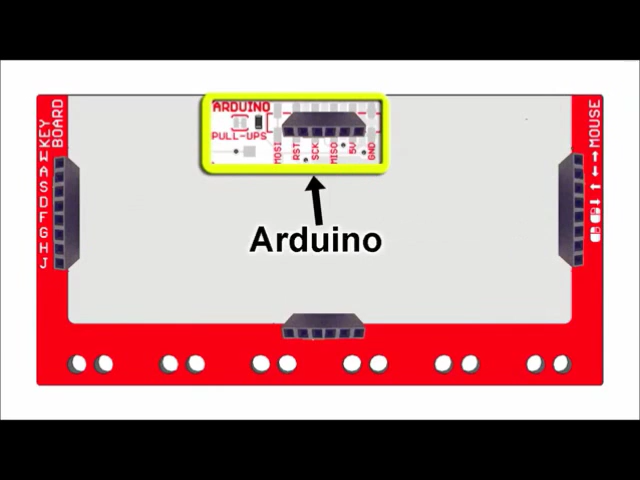 ARDUINO
PULL-UPS
MOSI
RST
SCK
MISO
5V
GND
Arduino
KEY
BOARD
W
A
S
D
F
G
H
J
MOUSE